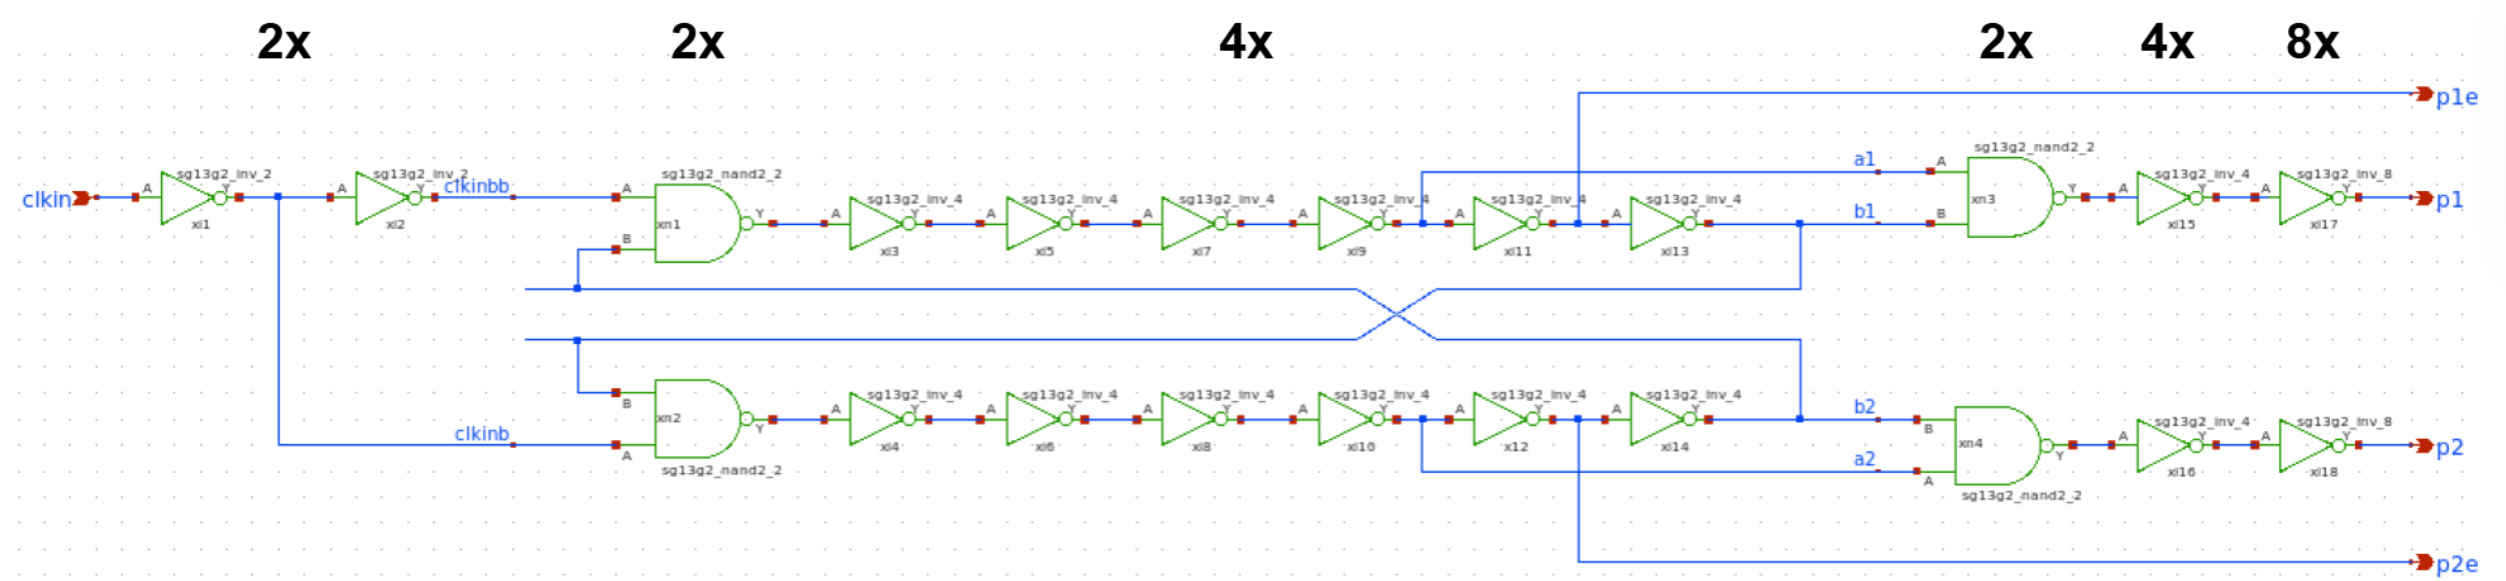 2x 2x 4x 2x 4x 8x
p1e
sg13g2_nand2_2
a1 A
sg13g2_inv_2 sg13g2_inv_2 sg13g2_nand2_2 sg13g2_inv_4 sg13g2_inv_8
clkin A Y A Y clkinbb A xn3 Y A Y A Y p1
sg13g2_inv_4 sg13g2_inv_4 sg13g2_inv_4 sg13g2_inv_4 sg13g2_inv_4 sg13g2_inv_4
xi1 xi2 xn1 Y A Y A Y A Y A Y A Y A Y b1 B xi15 xi17
B xi3 xi5 xi7 xi9 xi11 xi13
sg13g2_inv_4 sg13g2_inv_4 sg13g2_inv_4 sg13g2_inv_4 sg13g2_inv_4 sg13g2_inv_4
B xn2 Y A Y A Y A Y A Y A Y A Y b2 B
sg13g2_inv_4 sg13g2_inv_8
clkinb A xi4 xi6 xi8 xi10 x12 xi14 xn4 Y A Y A Y p2
a2 A
sg13g2_nand2_2 xi16 xi18
sg13g2_nand2_2
p2e